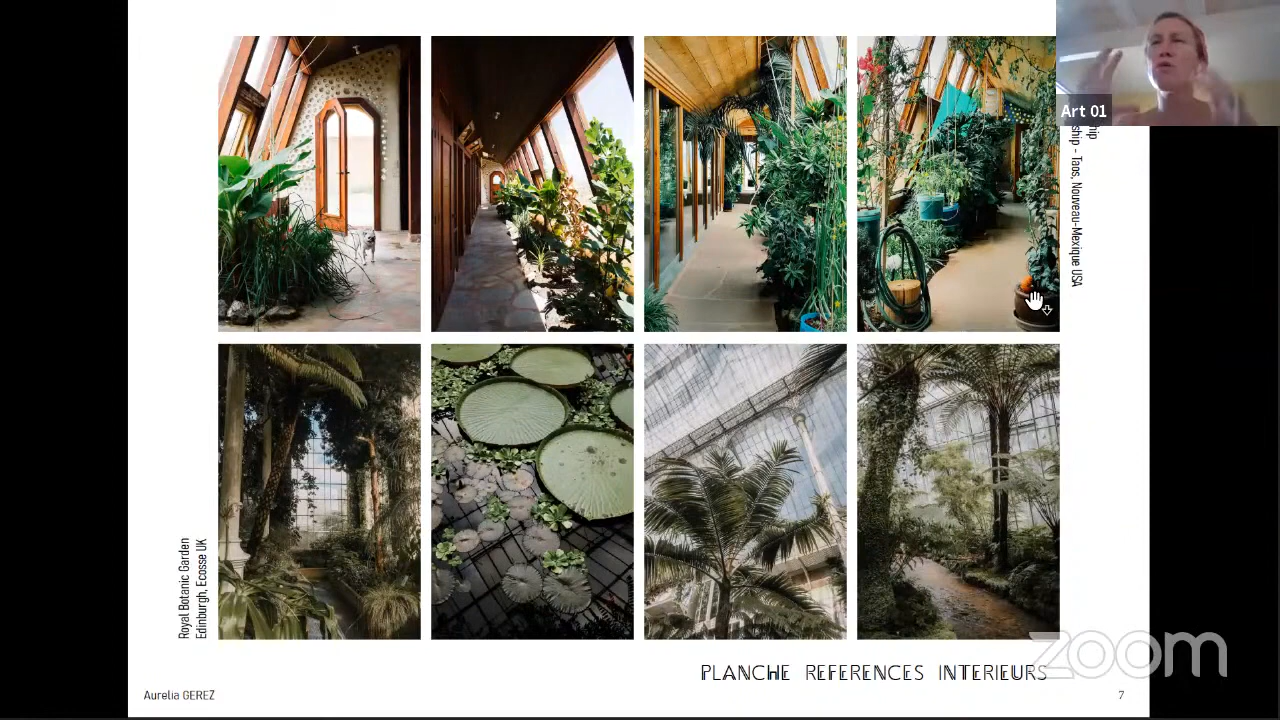 Art 01
ship
ship - Taos, Nouveau-Mexique USA
Royal Botanic Garden
Edinburgh, Ecosse UK
PLANCHE REFERENCES INTERIEURS
zoom
Aurelia GEREZ
7